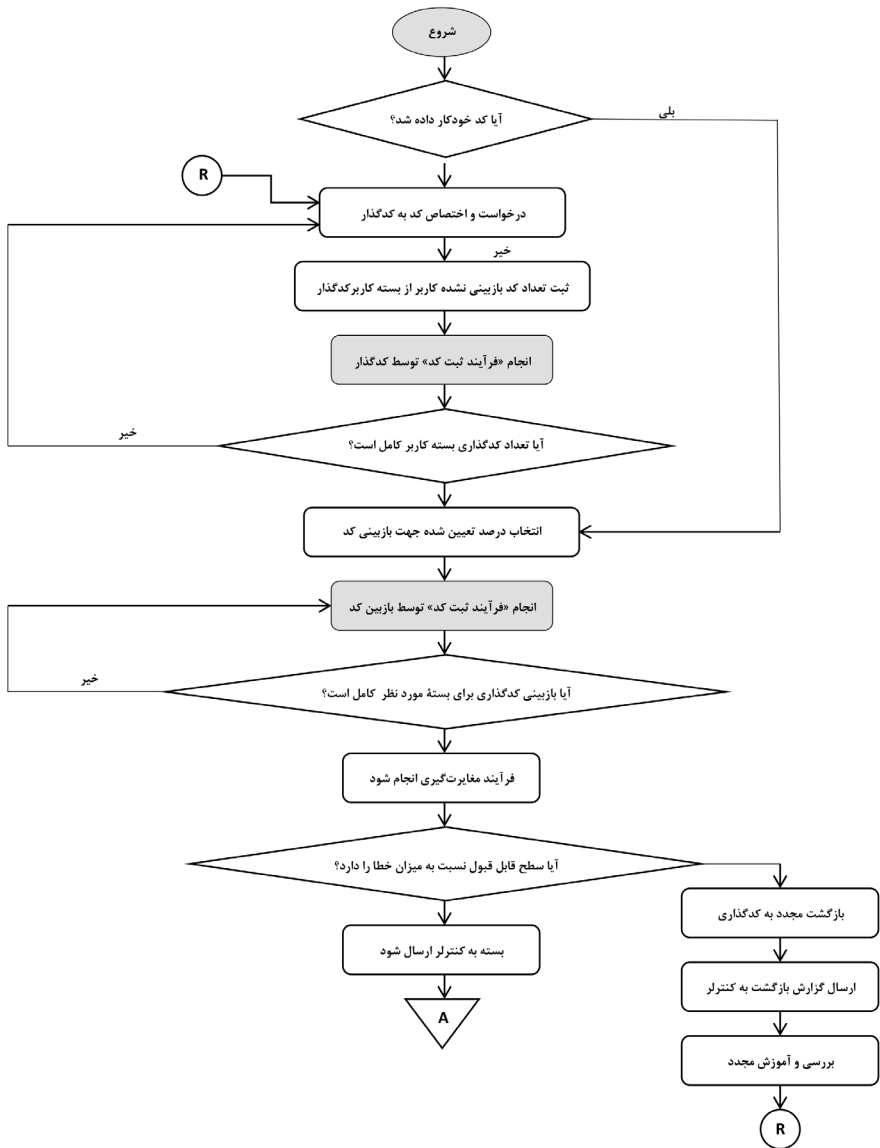 شروع
آیا کد خودکار داده شد؟
بلی
R
درخواست و اختصاص کد به کدگذار
خیر
ثبت تعداد کد بازبینی نشده کاربر از بسته کاربرکدگذار
انجام «فرآیند ثبت کد» توسط کدگذار
خیر
آیا تعداد کدگذاری بسته کاربر کامل است؟
انتخاب درصد تعیین شده جهت بازبینی کد
انجام «فرآیند ثبت کد» توسط بازبین کد
خیر
آیا بازبینی کدگذاری برای بستهٔ مورد نظر کامل است؟
فرآیند مغایرت‌گیری انجام شود
آیا سطح قابل قبول نسبت به میزان خطا را دارد؟
بازگشت مجدد به کدگذاری
بسته به کنترلر ارسال شود
ارسال گزارش بازگشت به کنترلر
A
بررسی و آموزش مجدد
R